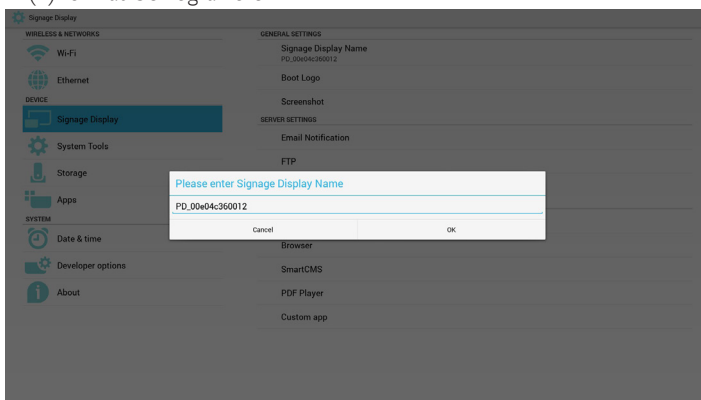 Signage Display
WIRELESS & NETWORKS
Wi-Fi
Ethernet
DEVICE
Signage Display
System Tools
Storage
Apps
SYSTEM
Date & time
Developer options
About
GENERAL SETTINGS
Signage Display Name
PD_00e04c360012
Boot Logo
Screenshot
SERVER SETTINGS
Email Notification
FTP
Please enter Signage Display Name
PD_00e04c360012
Cancel
OK
Browser
SmartCMS
PDF Player
Custom app